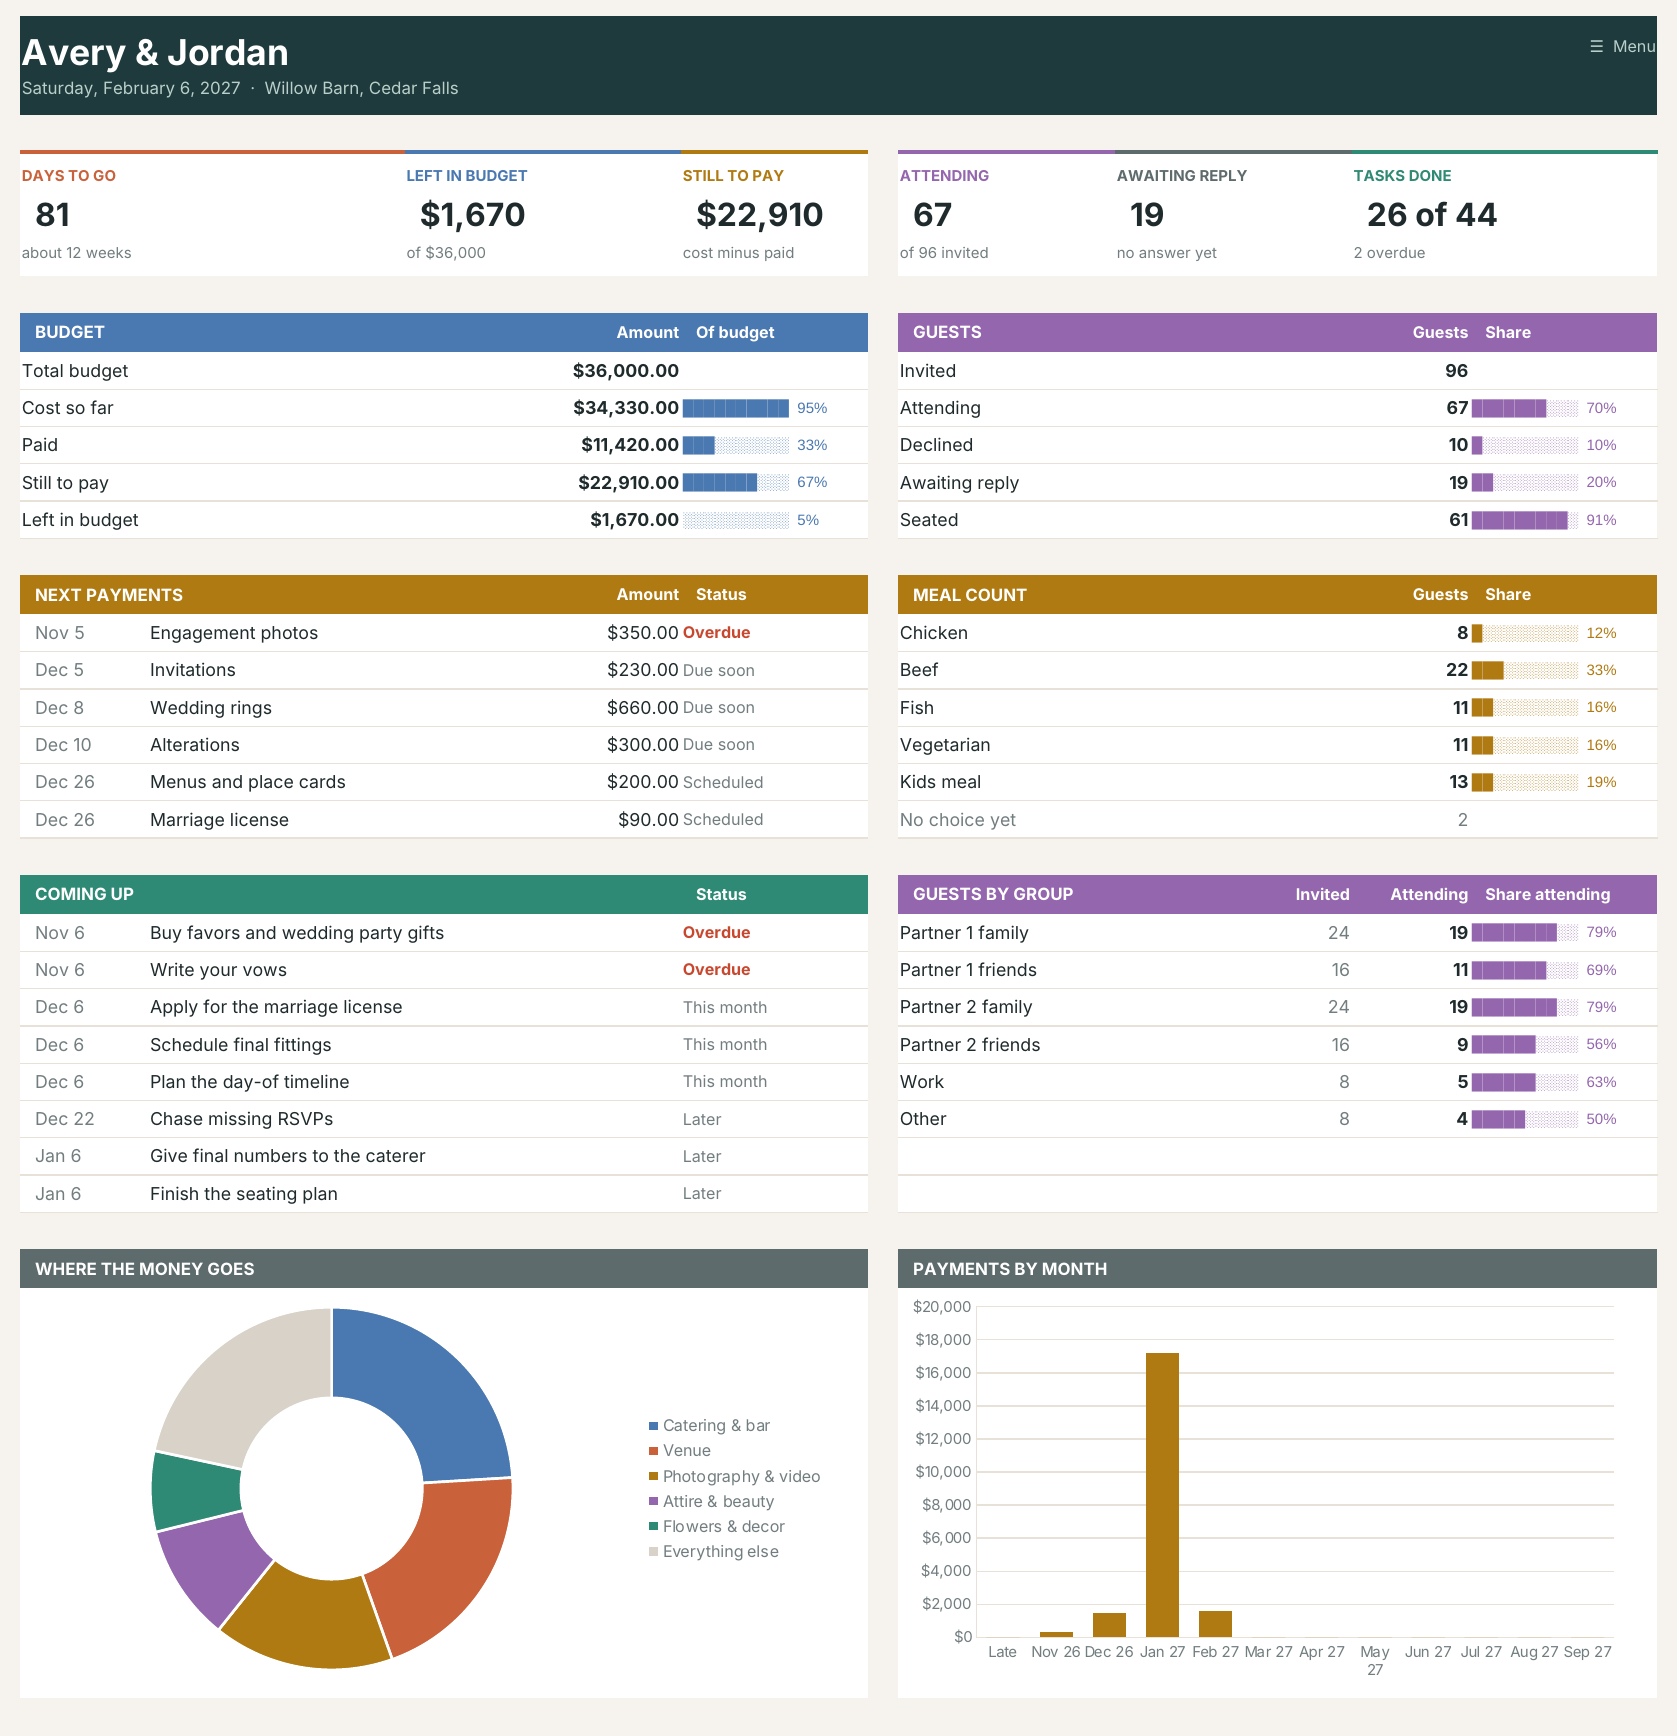 Avery & Jordan
☰ Menu
Saturday, February 6, 2027 · Willow Barn, Cedar Falls
DAYS TO GO LEFT IN BUDGET STILL TO PAY
81 $1,670 $22,910
about 12 weeks of $36,000 cost minus paid
ATTENDING AWAITING REPLY TASKS DONE
67 19 26 of 44
of 96 invited no answer yet 2 overdue
BUDGET Amount Of budget
Total budget $36,000.00
Cost so far $34,330.00 95%
Paid $11,420.00 33%
Still to pay $22,910.00 67%
Left in budget $1,670.00 5%
GUESTS Guests Share
Invited 96
Attending 67 70%
Declined 10 10%
Awaiting reply 19 20%
Seated 61 91%
NEXT PAYMENTS Amount Status
Nov 5 Engagement photos $350.00 Overdue
Dec 5 Invitations $230.00 Due soon
Dec 8 Wedding rings $660.00 Due soon
Dec 10 Alterations $300.00 Due soon
Dec 26 Menus and place cards $200.00 Scheduled
Dec 26 Marriage license $90.00 Scheduled
MEAL COUNT Guests Share
Chicken 8 12%
Beef 22 33%
Fish 11 16%
Vegetarian 11 16%
Kids meal 13 19%
No choice yet 2
COMING UP Status
Nov 6 Buy favors and wedding party gifts Overdue
Nov 6 Write your vows Overdue
Dec 6 Apply for the marriage license This month
Dec 6 Schedule final fittings This month
Dec 6 Plan the day-of timeline This month
Dec 22 Chase missing RSVPs Later
Jan 6 Give final numbers to the caterer Later
Jan 6 Finish the seating plan Later
GUESTS BY GROUP Invited Attending Share attending
Partner 1 family 24 19 79%
Partner 1 friends 16 11 69%
Partner 2 family 24 19 79%
Partner 2 friends 16 9 56%
Work 8 5 63%
Other 8 4 50%
WHERE THE MONEY GOES
Catering & bar
Venue
Photography & video
Attire & beauty
Flowers & decor
Everything else
PAYMENTS BY MONTH
$20,000
$18,000
$16,000
$14,000
$12,000
$10,000
$8,000
$6,000
$4,000
$2,000
$0
Late Nov 26 Dec 26 Jan 27 Feb 27 Mar 27 Apr 27 May 27 Jun 27 Jul 27 Aug 27 Sep 27